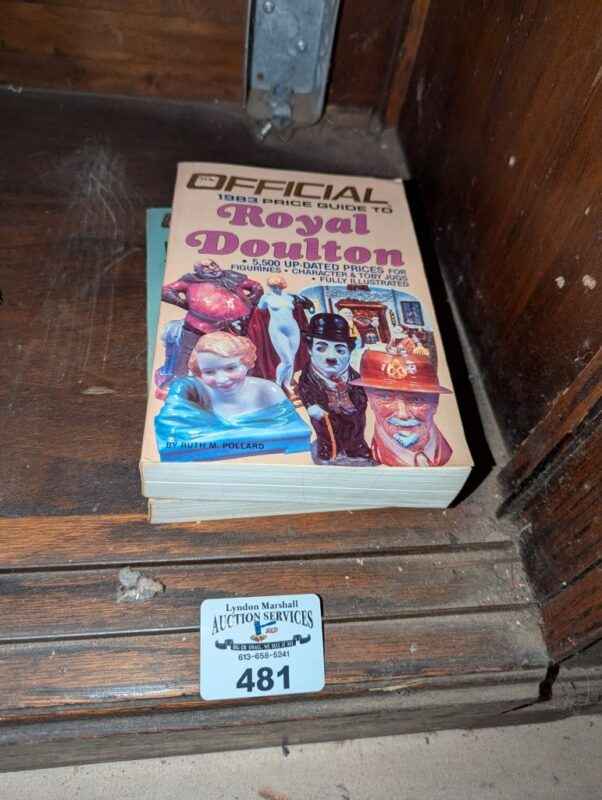 The
OFFICIAL
1983 PRICE GUIDE TO
Royal
Doulton
• 5,500 UP-DATED PRICES FOR
FIGURINES • CHARACTER & TOBY JUGS
• FULLY ILLUSTRATED
BY RUTH M. POLLARD
Lyndon Marshall
AUCTION SERVICES
613-658-5341
481